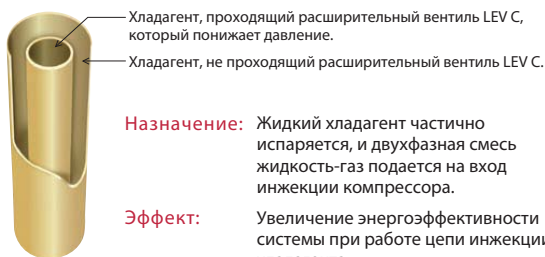 Хладагент, проходящий расширительный вентиль LEV C,
который понижает давление.
Хладагент, не проходящий расширительный вентиль LEV C.
Назначение: Жидкий хладагент частично
испаряется, и двухфазная смесь
жидкость-газ подается на вход
инжекции компрессора.
Эффект: Увеличение энергоэффективности
системы при работе цепи инжекции